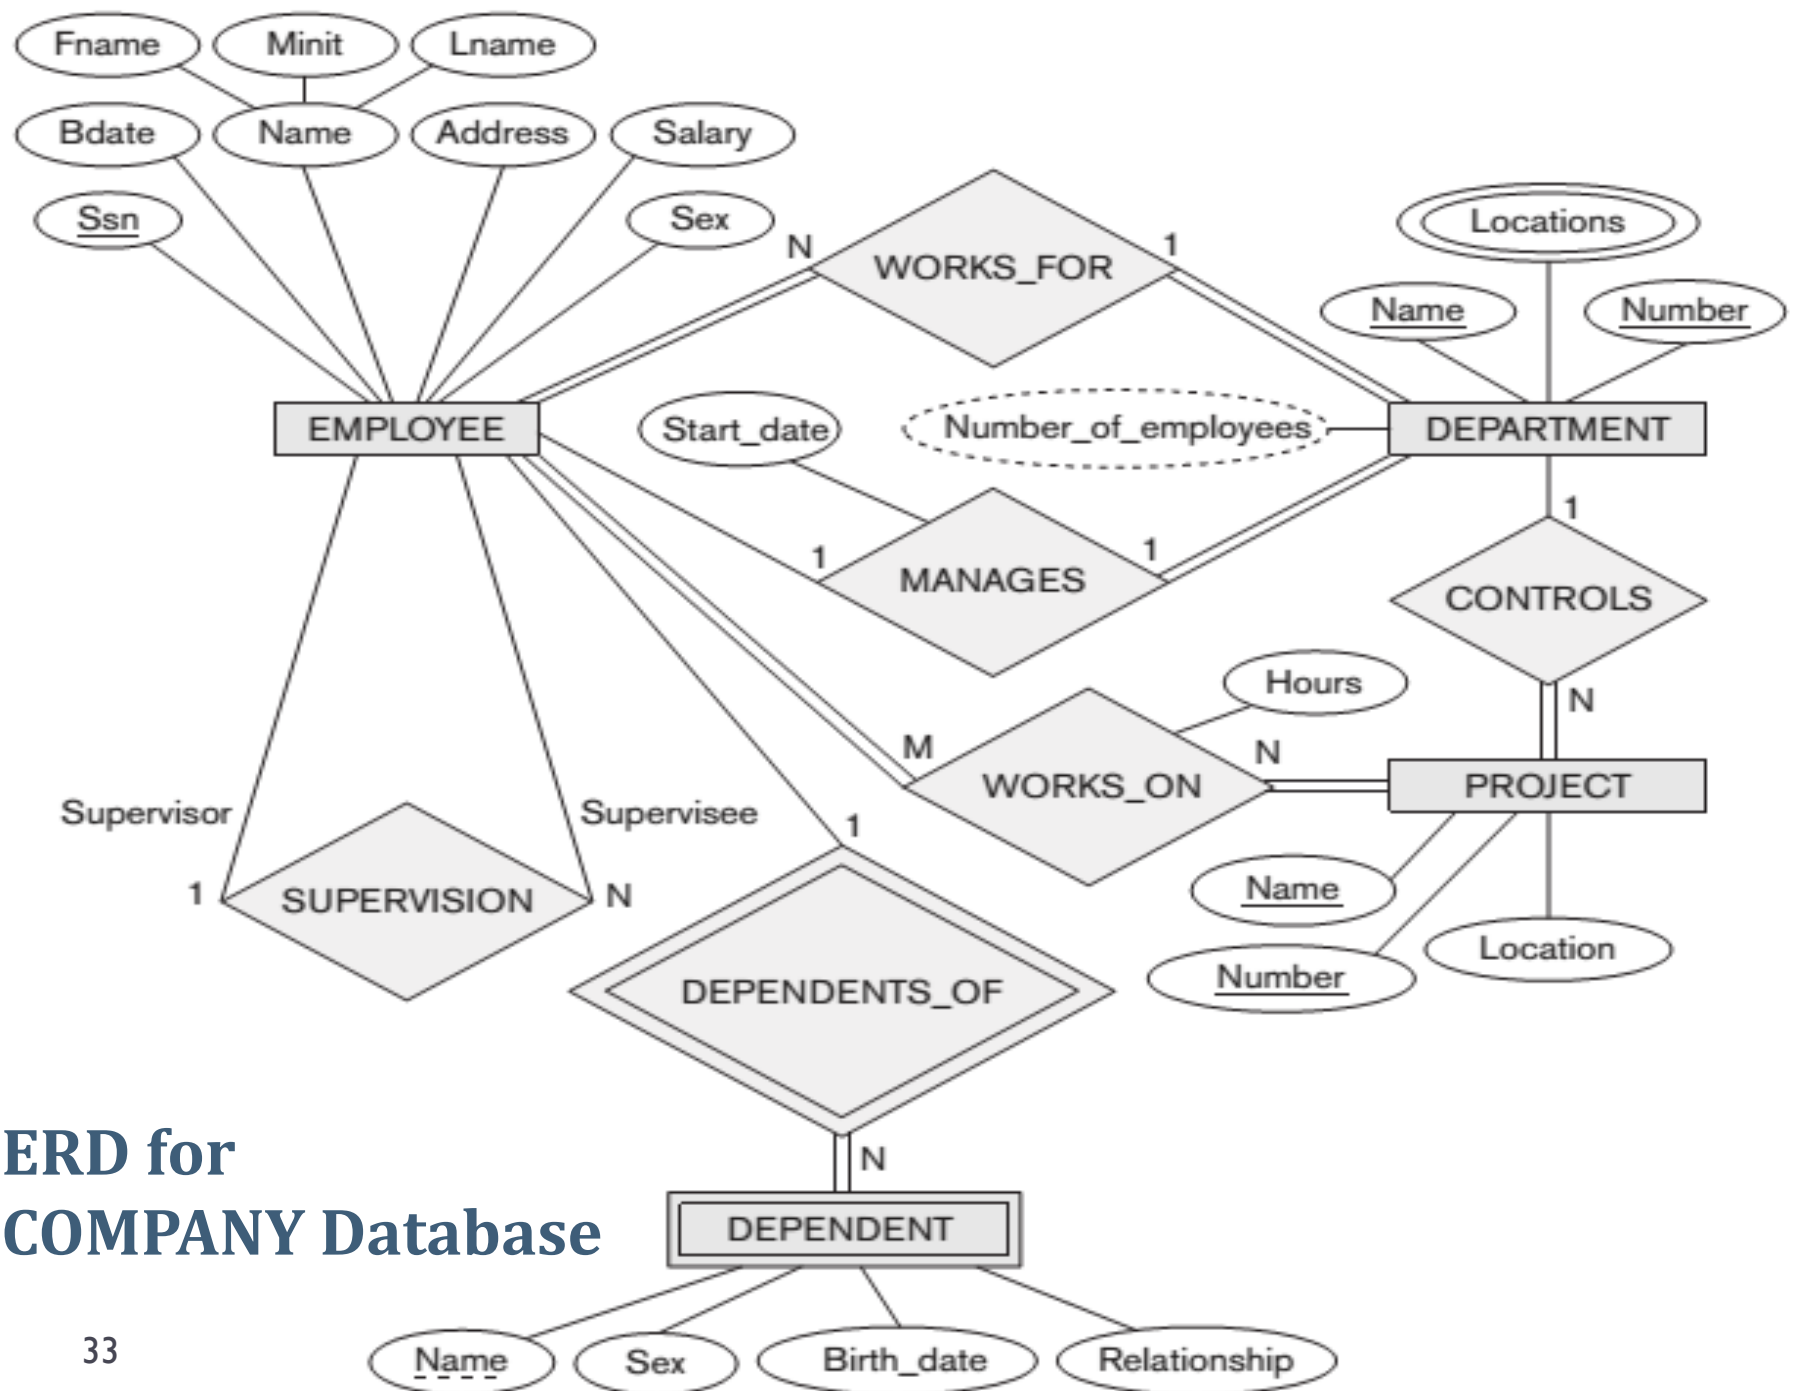 Fname
Minit
Lname
Bdate
Name
Address
Salary
Ssn
Sex
WORKS_FOR
N
1
Locations
Name
Number
EMPLOYEE
Start_date
Number_of_employees
DEPARTMENT
MANAGES
1
1
1
CONTROLS
N
Hours
M
N
WORKS_ON
PROJECT
Supervisor
Supervisee
1
SUPERVISION
N
1
Name
Number
Location
DEPENDENTS_OF
N
ERD for
COMPANY Database
DEPENDENT
33
Name
Sex
Birth_date
Relationship